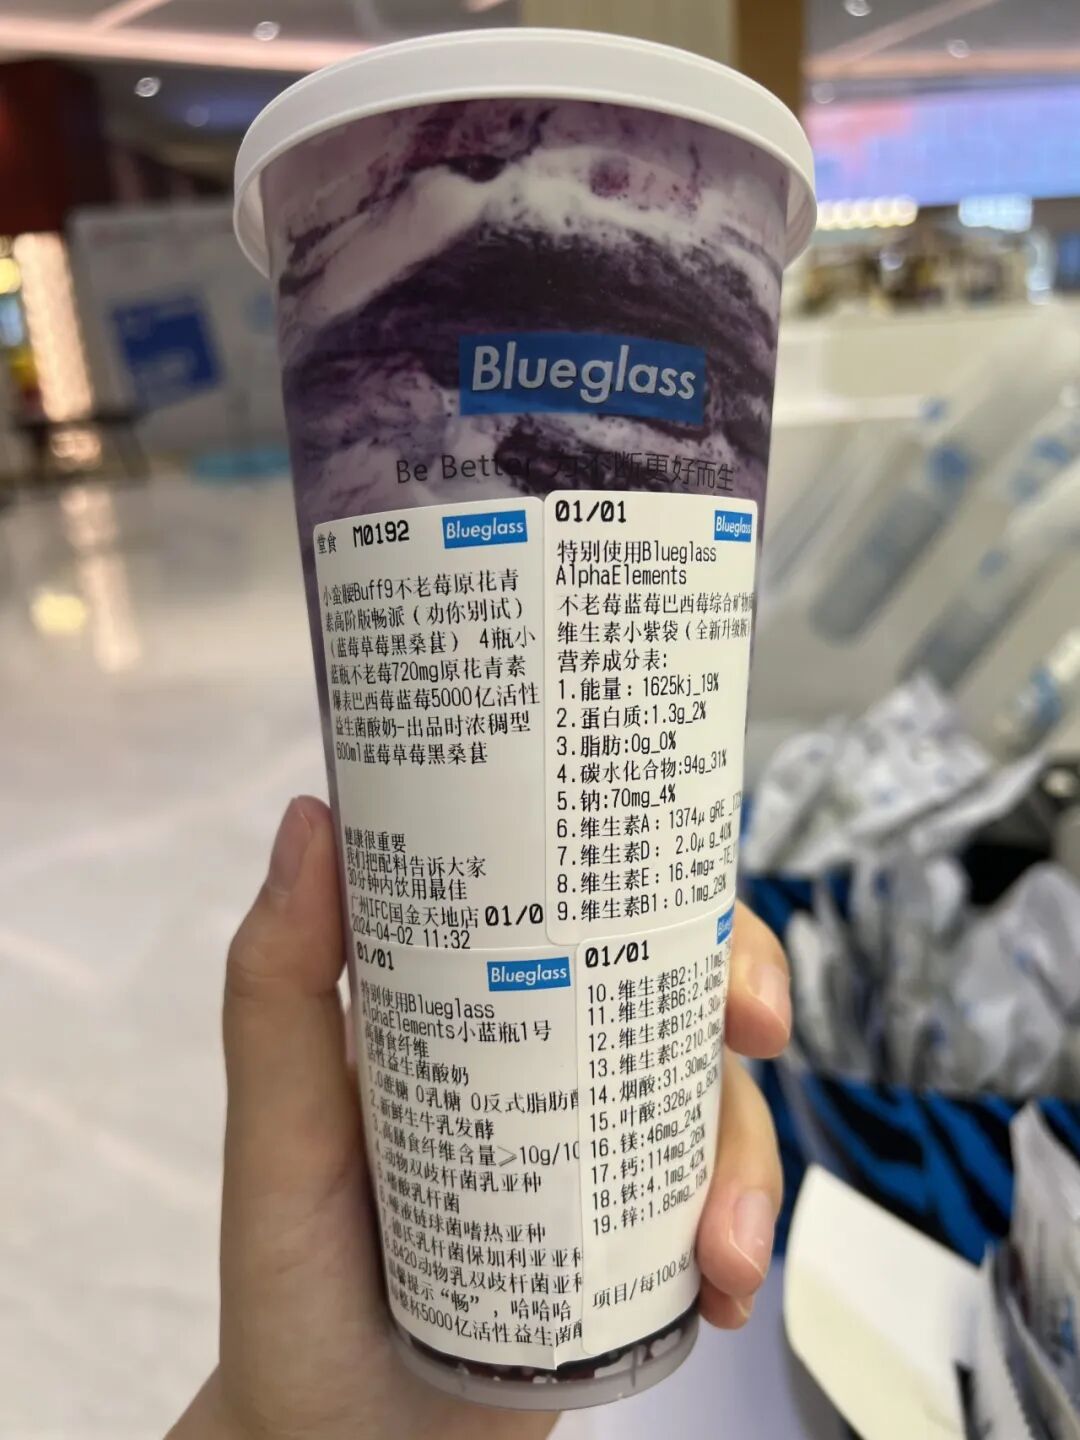 Blueglass
Be Better 为不断更好而生
堂食 M0192 Blueglass
小蛮腰Buff9不老莓原花青
素高阶版畅派（劝你别试）
（蓝莓草莓黑桑葚） 4瓶小
蓝瓶不老莓720mg原花青素
爆表巴西莓蓝莓5000亿活性
益生菌酸奶-出品时浓稠型
600ml蓝莓草莓黑桑葚
健康很重要
我们把配料告诉大家
30分钟内饮用最佳
广州IFC国金天地店 01/0
2024-04-02 11:32
01/01
Blueglass
特别使用Blueglass
AlphaElements
不老莓蓝莓巴西莓综合矿物质
维生素小紫袋（全新升级版）
营养成分表:
1.能量: 1625kj_19%
2.蛋白质:1.3g_2%
3.脂肪:0g_0%
4.碳水化合物:94g_31%
5.钠:70mg_4%
6.维生素A: 1374μ gRE
7.维生素D: 2.0μ g_40%
8.维生素E: 16.4mgα -TE
9.维生素B1: 0.1mg_29%
01/01
Blueglass
特别使用Blueglass
AlphaElements小蓝瓶1号
高膳食纤维
活性益生菌酸奶
1.0蔗糖 0乳糖 0反式脂肪酸
2.新鲜生牛乳发酵
3.高膳食纤维含量≥10g/10
4.动物双歧杆菌乳亚种
5.嗜酸乳杆菌
6.唾液链球菌嗜热亚种
7.德氏乳杆菌保加利亚亚种
8.B420动物乳双歧杆菌亚种
温馨提示“畅”，哈哈哈
每杯5000亿活性益生菌酸
01/01
10.维生素B2:1.11mg
11.维生素B6:2.40mg
12.维生素B12:4.30μ
13.维生素C:210.0mg
14.烟酸:31.30mg
15.叶酸:328μ g_82%
16.镁:46mg_24%
17.钙:114mg_26%
18.铁:4.1mg_42%
19.锌:1.85mg_16%
项目/每100克/